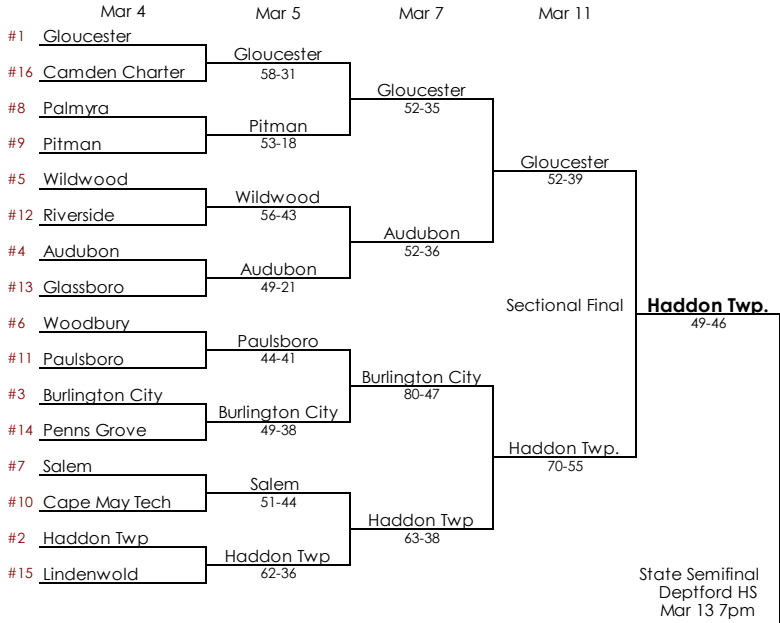 Mar 4 Mar 5 Mar 7 Mar 11
#1 Gloucester
Gloucester
58-31
#16 Camden Charter
Gloucester
52-35
#8 Palmyra
Pitman
53-18
#9 Pitman
Gloucester
52-39
#5 Wildwood
Wildwood
56-43
#12 Riverside
Audubon
52-36
#4 Audubon
Audubon
49-21
#13 Glassboro
Sectional Final Haddon Twp.
49-46
#6 Woodbury
Paulsboro
44-41
#11 Paulsboro
Burlington City
80-47
#3 Burlington City
Burlington City
49-38
#14 Penns Grove
Haddon Twp.
70-55
#7 Salem
Salem
51-44
#10 Cape May Tech
Haddon Twp
63-38
#2 Haddon Twp
Haddon Twp
62-36
#15 Lindenwold
State Semifinal
Deptford HS
Mar 13 7pm